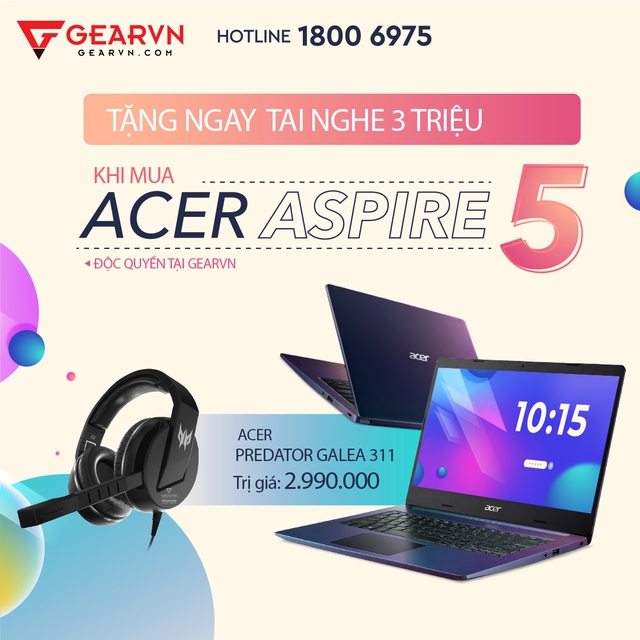 GEARVN
GEARVN.COM
HOTLINE 1800 6975
TẶNG NGAY TAI NGHE 3 TRIỆU
KHI MUA
ACER ASPIRE 5
ĐỘC QUYỀN TẠI GEARVN
acer
10:15
ACER
PREDATOR GALEA 311
Trị giá: 2.990.000
acer